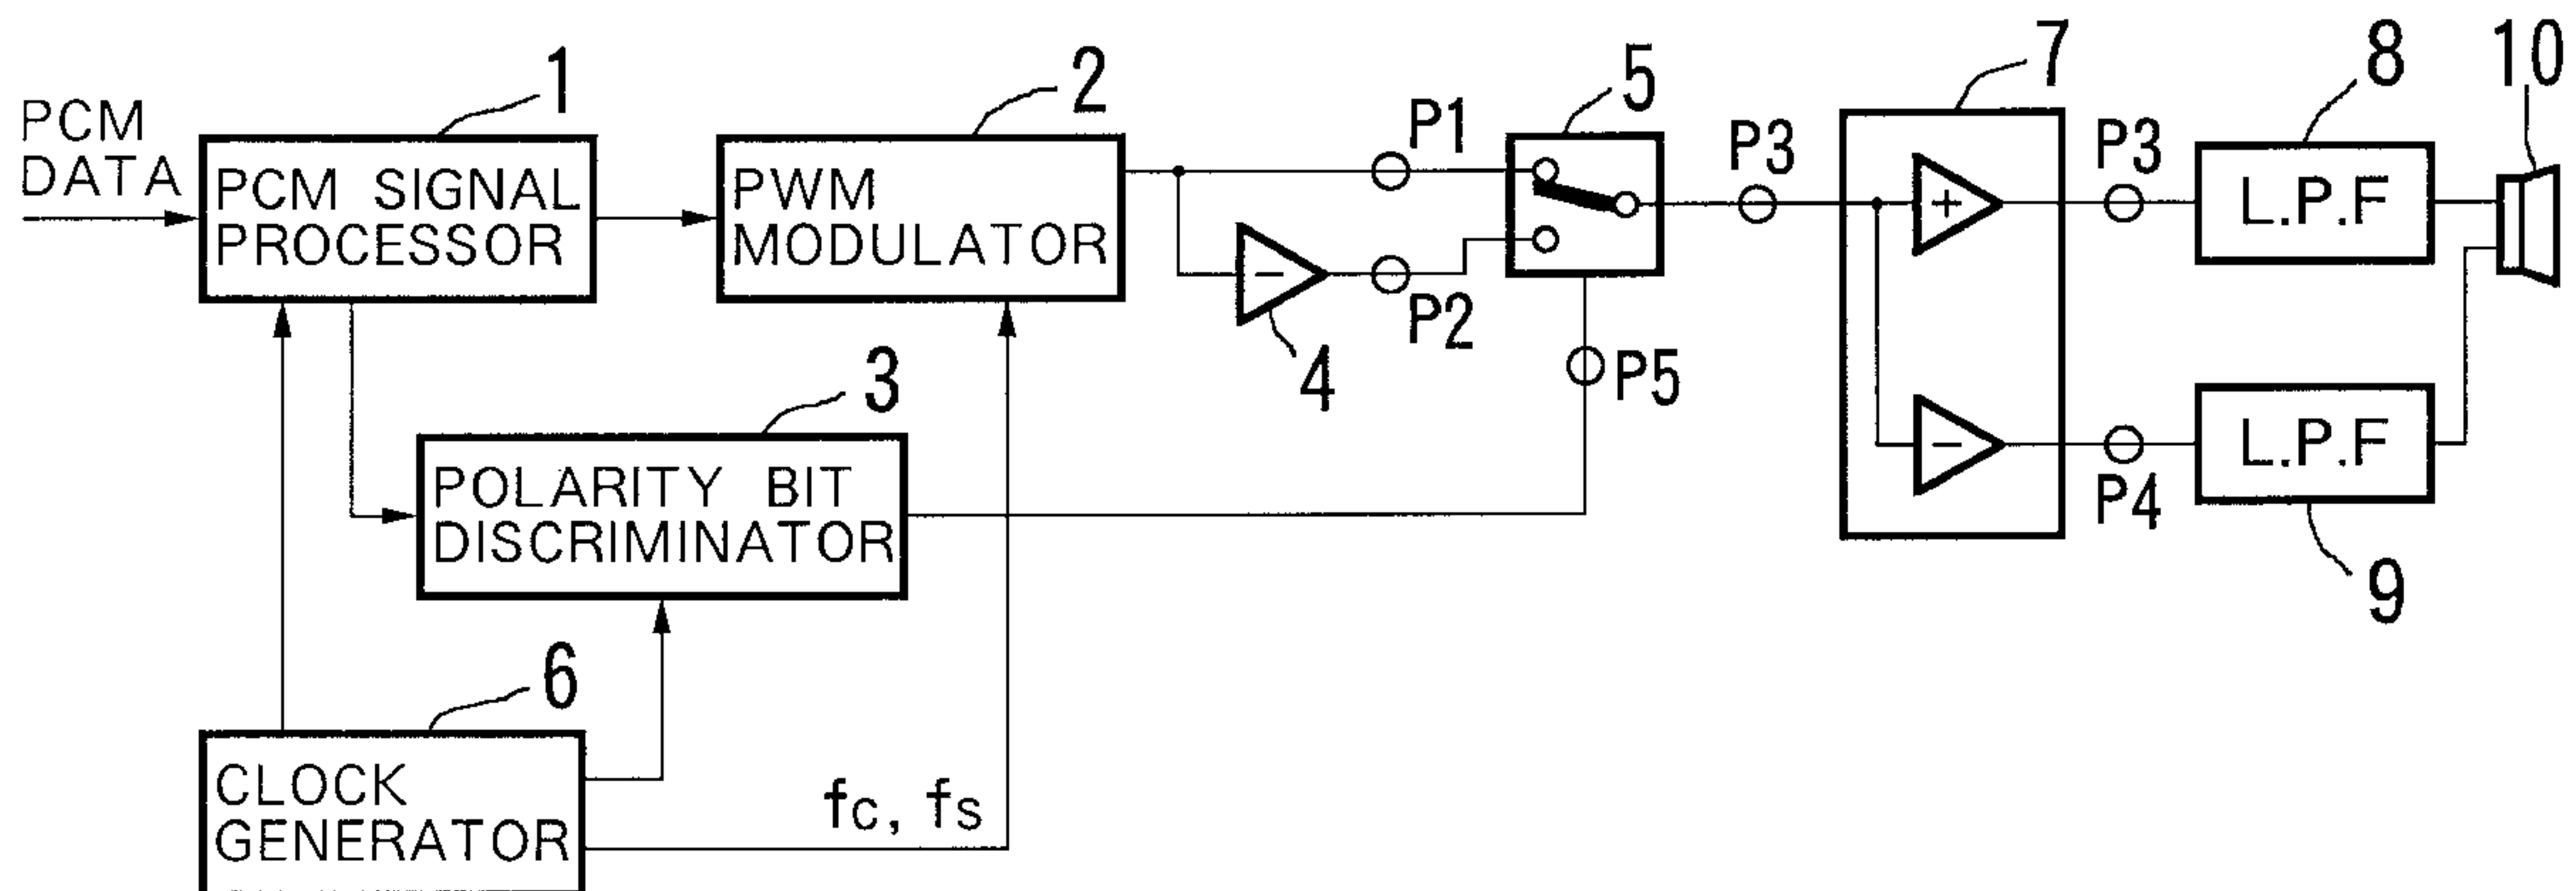 1
2
5
7
8
10
PCM
DATA
PCM SIGNAL
PROCESSOR
PWM
MODULATOR
P1
P2
4
P3
+
−
−
P3
P4
L.P.F
L.P.F
9
P5
3
POLARITY BIT
DISCRIMINATOR
6
CLOCK
GENERATOR
fc, fs